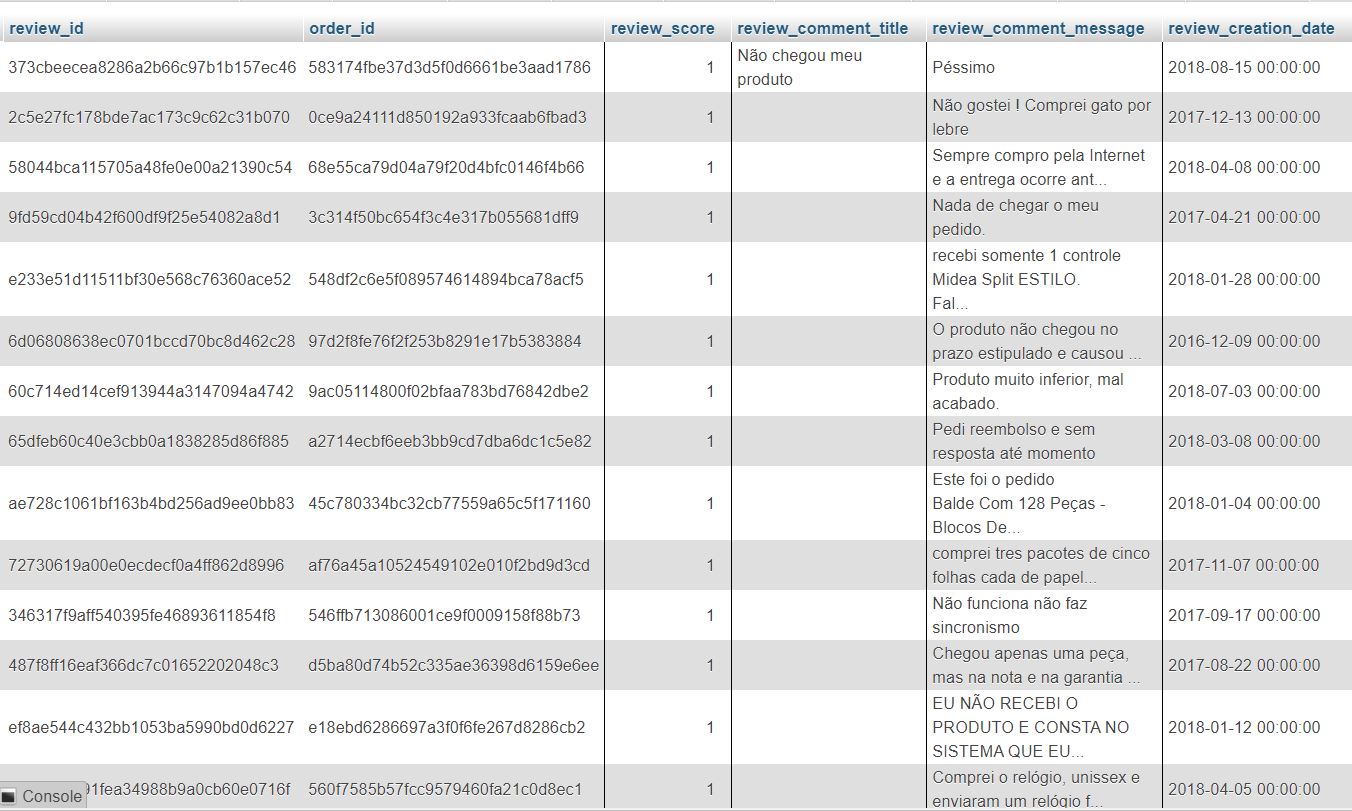 review_id order_id review_score review_comment_title review_comment_message review_creation_date
373cbeecea8286a2b66c97b1b157ec46 583174fbe37d3d5f0d6661be3aad1786 1 Não chegou meu Péssimo 2018-08-15 00:00:00
produto
2c5e27fc178bde7ac173c9c62c31b070 0ce9a24111d850192a933fcaab6fbad3 1 Não gostei ! Comprei gato por 2017-12-13 00:00:00
lebre
58044bca115705a48fe0e00a21390c54 68e55ca79d04a79f20d4bfc0146f4b66 1 Sempre compro pela Internet 2018-04-08 00:00:00
e a entrega ocorre ant...
9fd59cd04b42f600df9f25e54082a8d1 3c314f50bc654f3c4e317b055681dff9 1 Nada de chegar o meu 2017-04-21 00:00:00
pedido.
e233e51d11511bf30e568c76360ace52 548df2c6e5f089574614894bca78acf5 1 recebi somente 1 controle 2018-01-28 00:00:00
Midea Split ESTILO.
Fal...
6d06808638ec0701bccd70bc8d462c28 97d2f8fe76f2f253b8291e17b5383884 1 O produto não chegou no 2016-12-09 00:00:00
prazo estipulado e causou ...
60c714ed14cef913944a3147094a4742 9ac05114800f02bfaa783bd76842dbe2 1 Produto muito inferior, mal 2018-07-03 00:00:00
acabado.
65dfeb60c40e3cbb0a1838285d86f885 a2714ecbf6eeb3bb9cd7dba6dc1c5e82 1 Pedi reembolso e sem 2018-03-08 00:00:00
resposta até momento
ae728c1061bf163b4bd256ad9ee0bb83 45c780334bc32cb77559a65c5f171160 1 Este foi o pedido 2018-01-04 00:00:00
Balde Com 128 Peças -
Blocos De...
72730619a00e0ecdecf0a4ff862d8996 af76a45a10524549102e010f2bd9d3cd 1 comprei tres pacotes de cinco 2017-11-07 00:00:00
folhas cada de papel...
346317f9aff540395fe46893611854f8 546ffb713086001ce9f0009158f88b73 1 Não funciona não faz 2017-09-17 00:00:00
sincronismo
487f8ff16eaf366dc7c01652202048c3 d5ba80d74b52c335ae36398d6159e6ee 1 Chegou apenas uma peça, 2017-08-22 00:00:00
mas na nota e na garantia ...
ef8ae544c432bb1053ba5990bd0d6227 e18ebd6286697a3f0f6fe267d8286cb2 1 EU NÃO RECEBI O 2018-01-12 00:00:00
PRODUTO E CONSTA NO
SISTEMA QUE EU...
91fea34988b9a0cb60e0716f 560f7585b57fcc9579460fa21c0d8ec1 1 Comprei o relógio, unissex e 2018-04-05 00:00:00
enviaram um relógio f...
Console